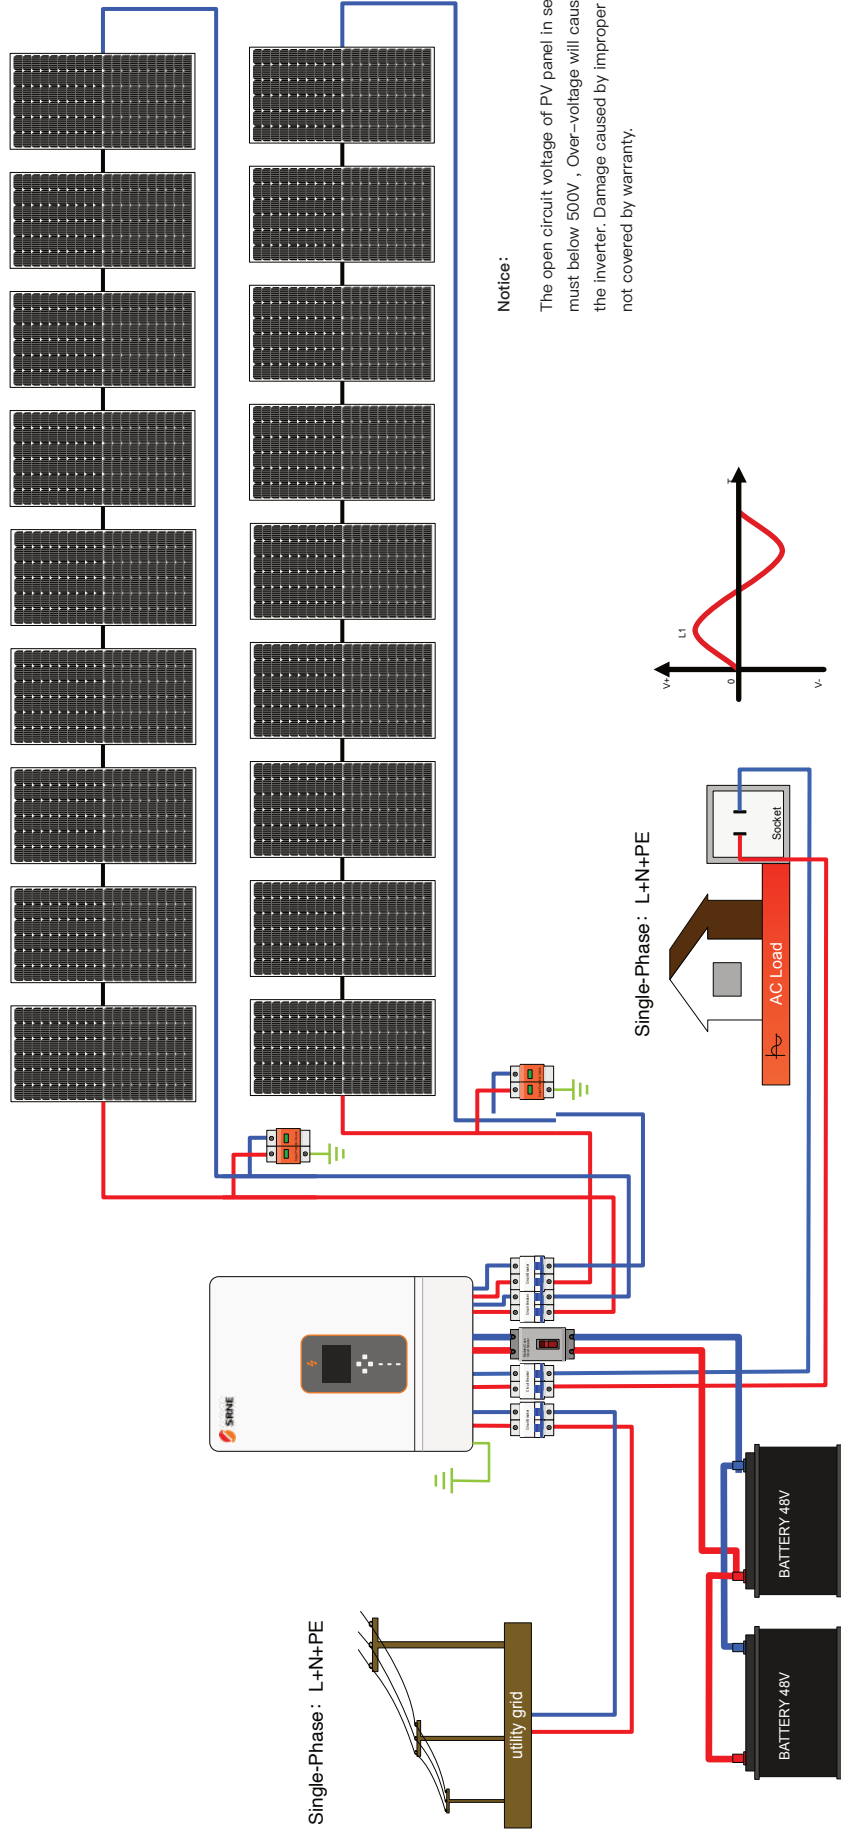 Notice:
The open circuit voltage of PV panel in se
must below 500V , Over-voltage will caus
the inverter. Damage caused by improper
not covered by warranty.
SRNE
Single-Phase: L+N+PE
utility grid
BATTERY 48V
BATTERY 48V
Single-Phase: L+N+PE
AC Load
Socket
V+
L1
0
T
V-